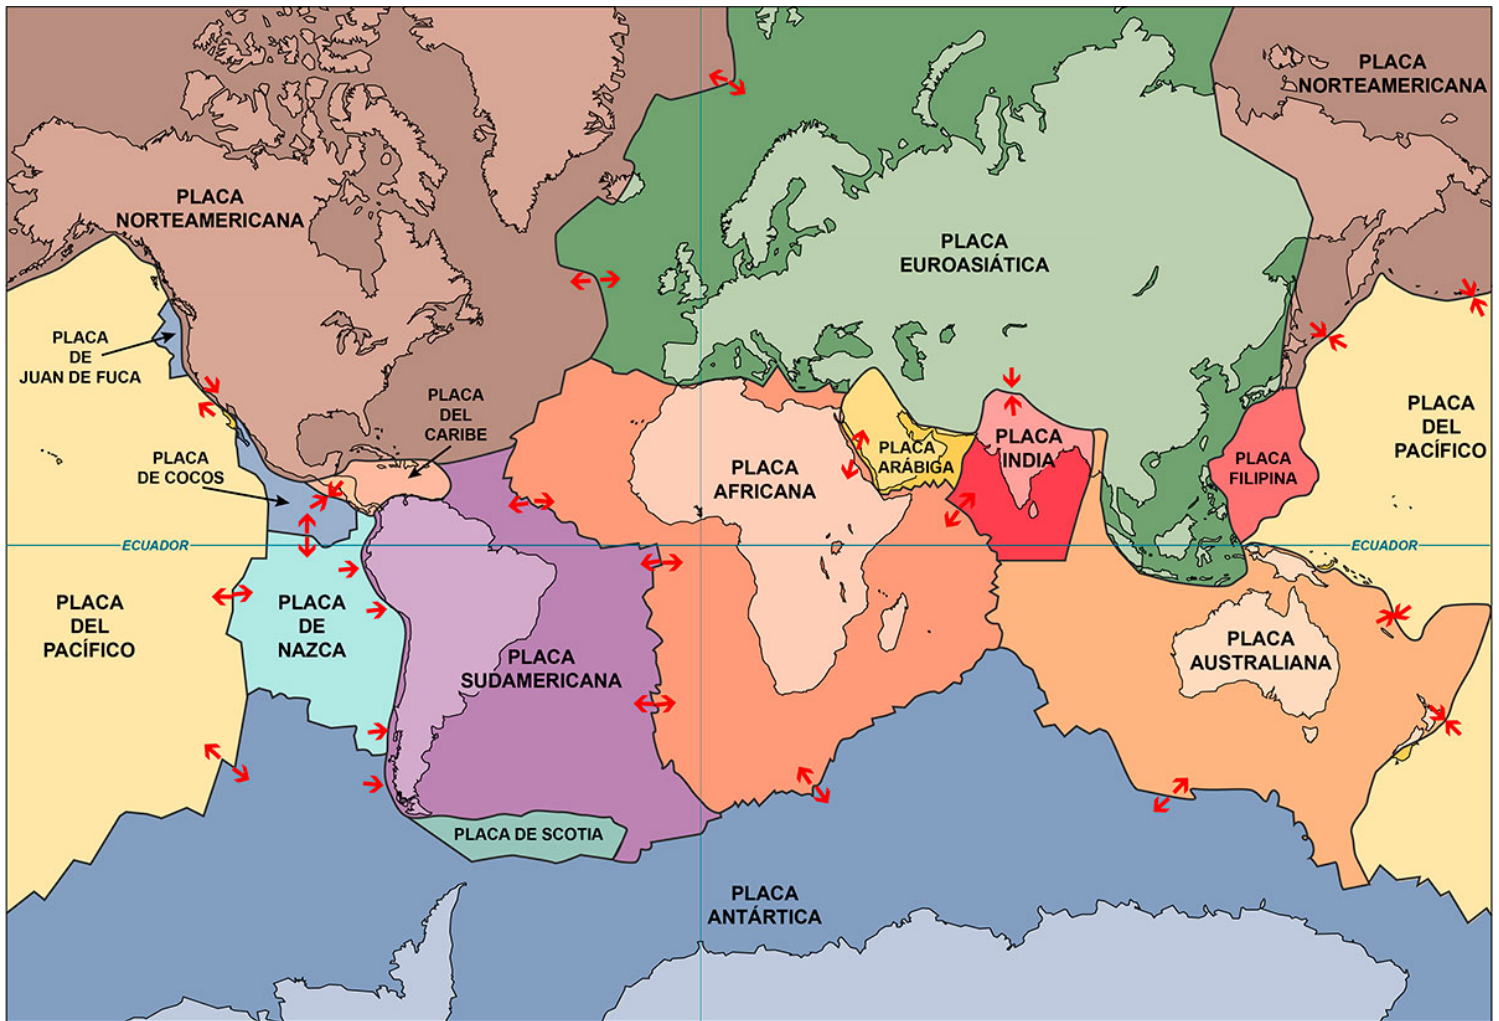 PLACA
NORTEAMERICANA
PLACA
NORTEAMERICANA
PLACA
EUROASIÁTICA
PLACA
DE
JUAN DE FUCA
PLACA
DEL
CARIBE
PLACA
DEL
PACÍFICO
PLACA
DE COCOS
PLACA
AFRICANA
PLACA
ARÁBIGA
PLACA
INDIA
PLACA
FILIPINA
ECUADOR
ECUADOR
PLACA
DEL
PACÍFICO
PLACA
DE
NAZCA
PLACA
SUDAMERICANA
PLACA
AUSTRALIANA
PLACA DE SCOTIA
PLACA
ANTÁRTICA